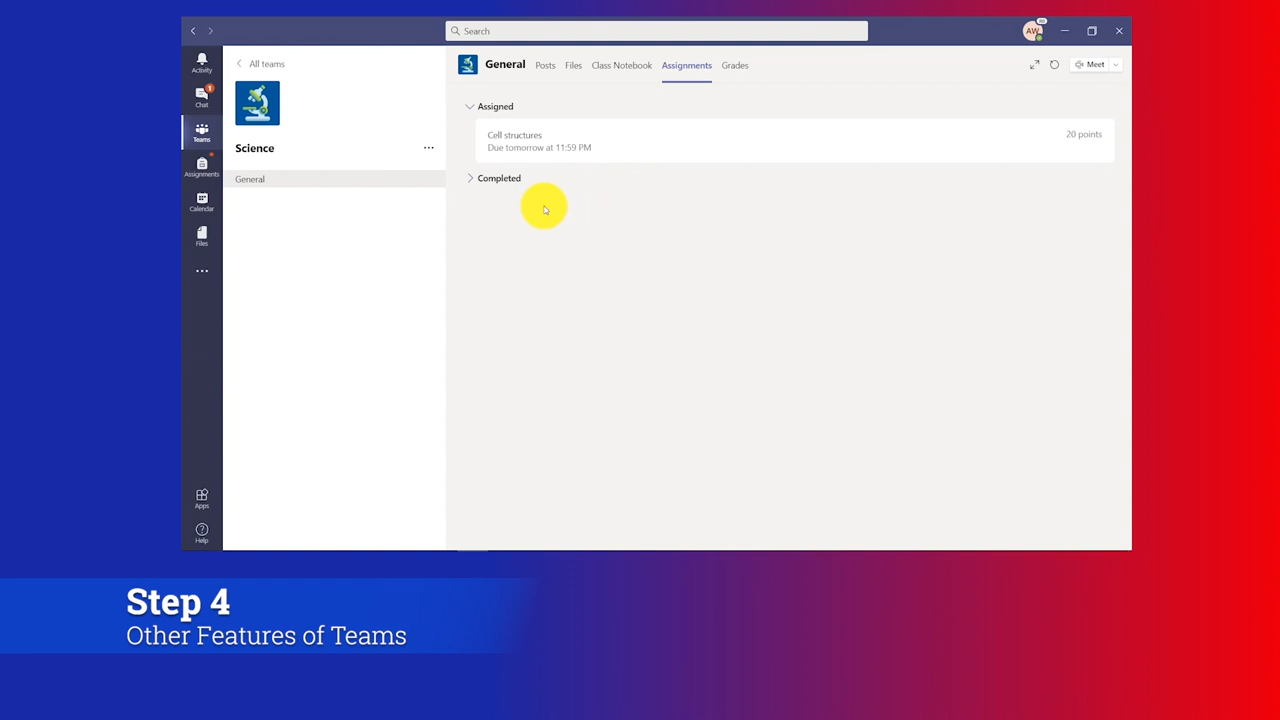 Search
AW
Activity
Chat
1
Teams
Assignments
Calendar
Files
Apps
Help
All teams
Science
General
General
Posts
Files
Class Notebook
Assignments
Grades
Meet
Assigned
Cell structures
20 points
Due tomorrow at 11:59 PM
Completed
Step 4
Other Features of Teams